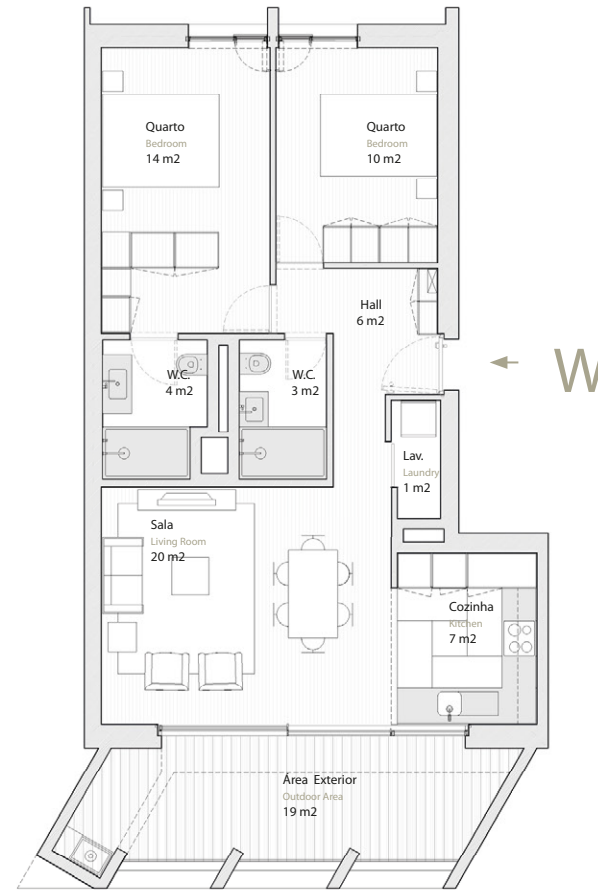 Quarto
Bedroom
14 m2
Quarto
Bedroom
10 m2
Hall
6 m2
W
W.C.
4 m2
W.C.
3 m2
Lav.
Laundry
1 m2
Sala
Living Room
20 m2
Cozinha
Kitchen
7 m2
Área Exterior
Outdoor Area
19 m2